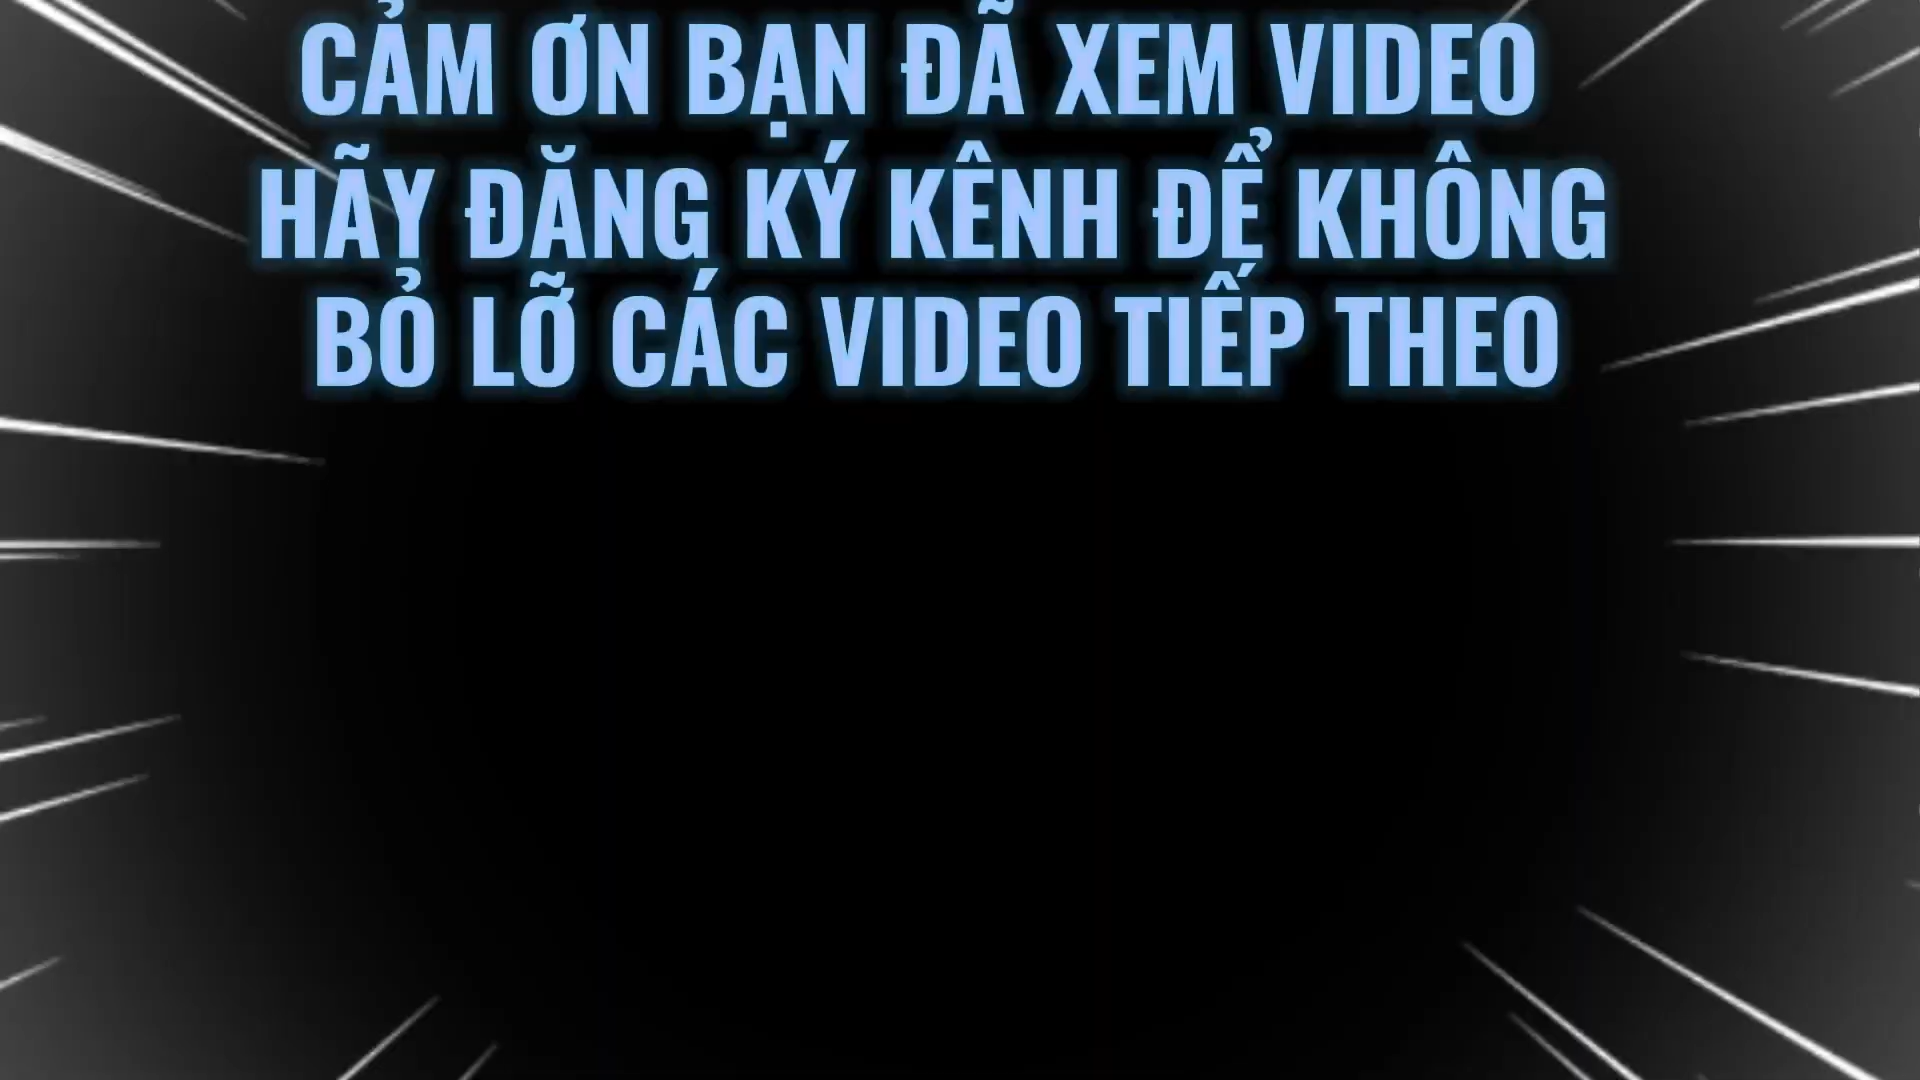 CẢM ƠN BẠN ĐÃ XEM VIDEO
HÃY ĐĂNG KÝ KÊNH ĐỂ KHÔNG
BỎ LỠ CÁC VIDEO TIẾP THEO